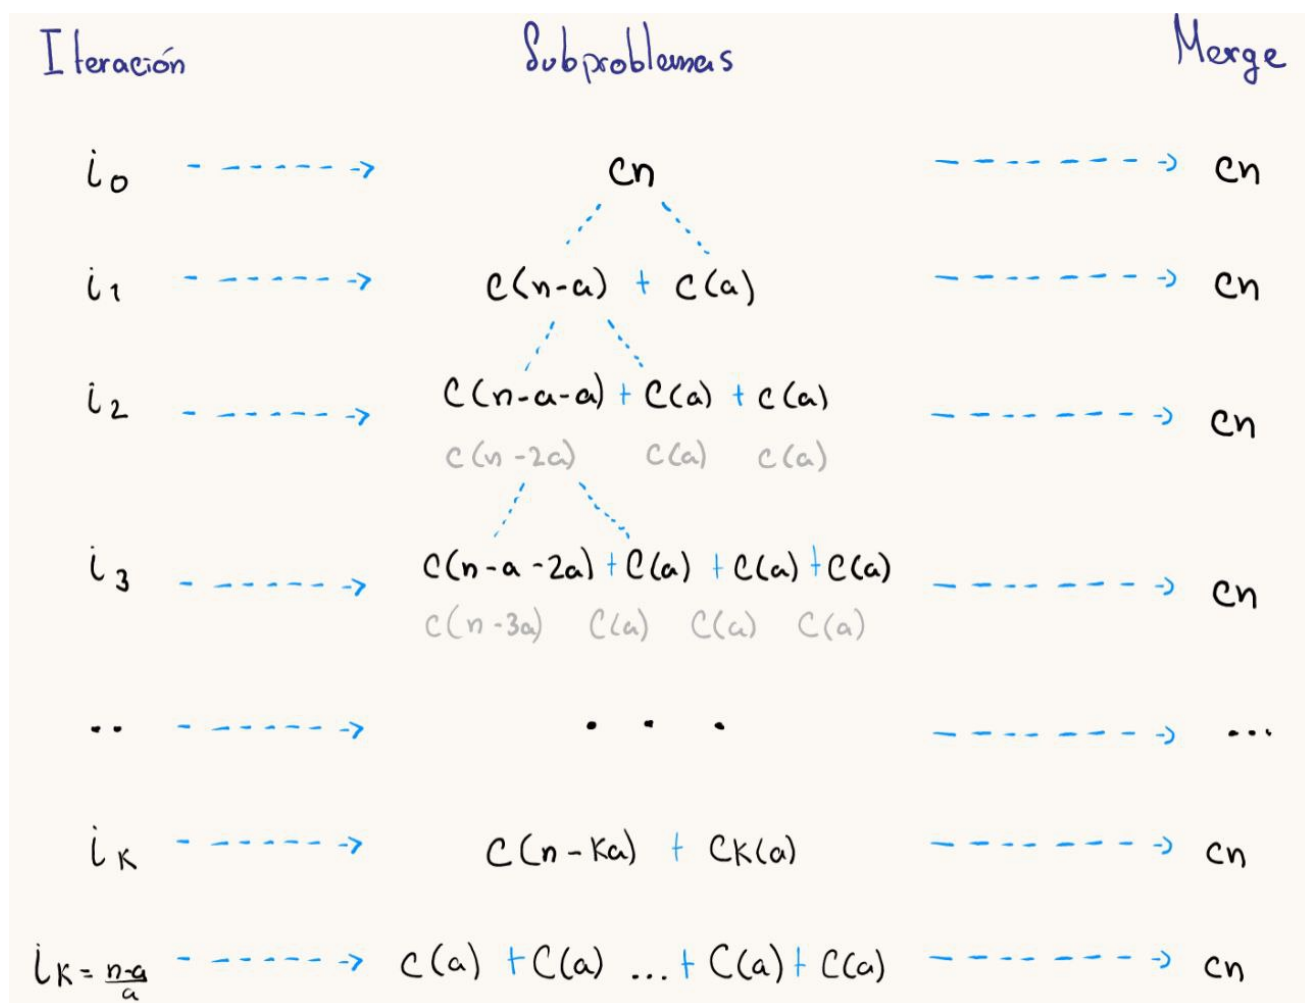 Iteración Subproblemas Merge
i₀ cn cn
i₁ c(n-a) + c(a) cn
i₂ c(n-a-a) + c(a) + c(a) cn
c(n-2a) c(a) c(a)
i₃ c(n-a-2a) + c(a) + c(a) + c(a) cn
c(n-3a) c(a) c(a) c(a)
.. . . . ...
iₖ c(n-ka) + ck(a) cn
i k = n-a/a c(a) + c(a) ... + c(a) + c(a) cn